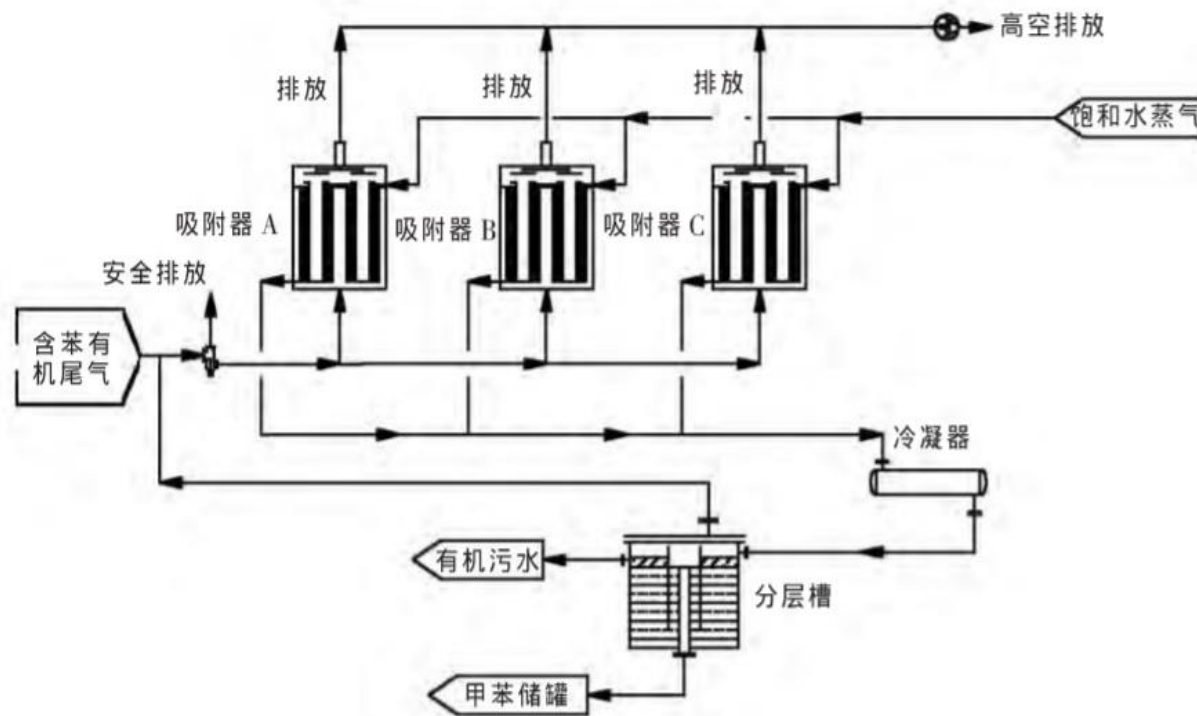 高空排放
排放
排放
排放
饱和水蒸气
吸附器 A
吸附器 B
吸附器 C
安全排放
含苯有
机尾气
冷凝器
有机污水
分层槽
甲苯储罐